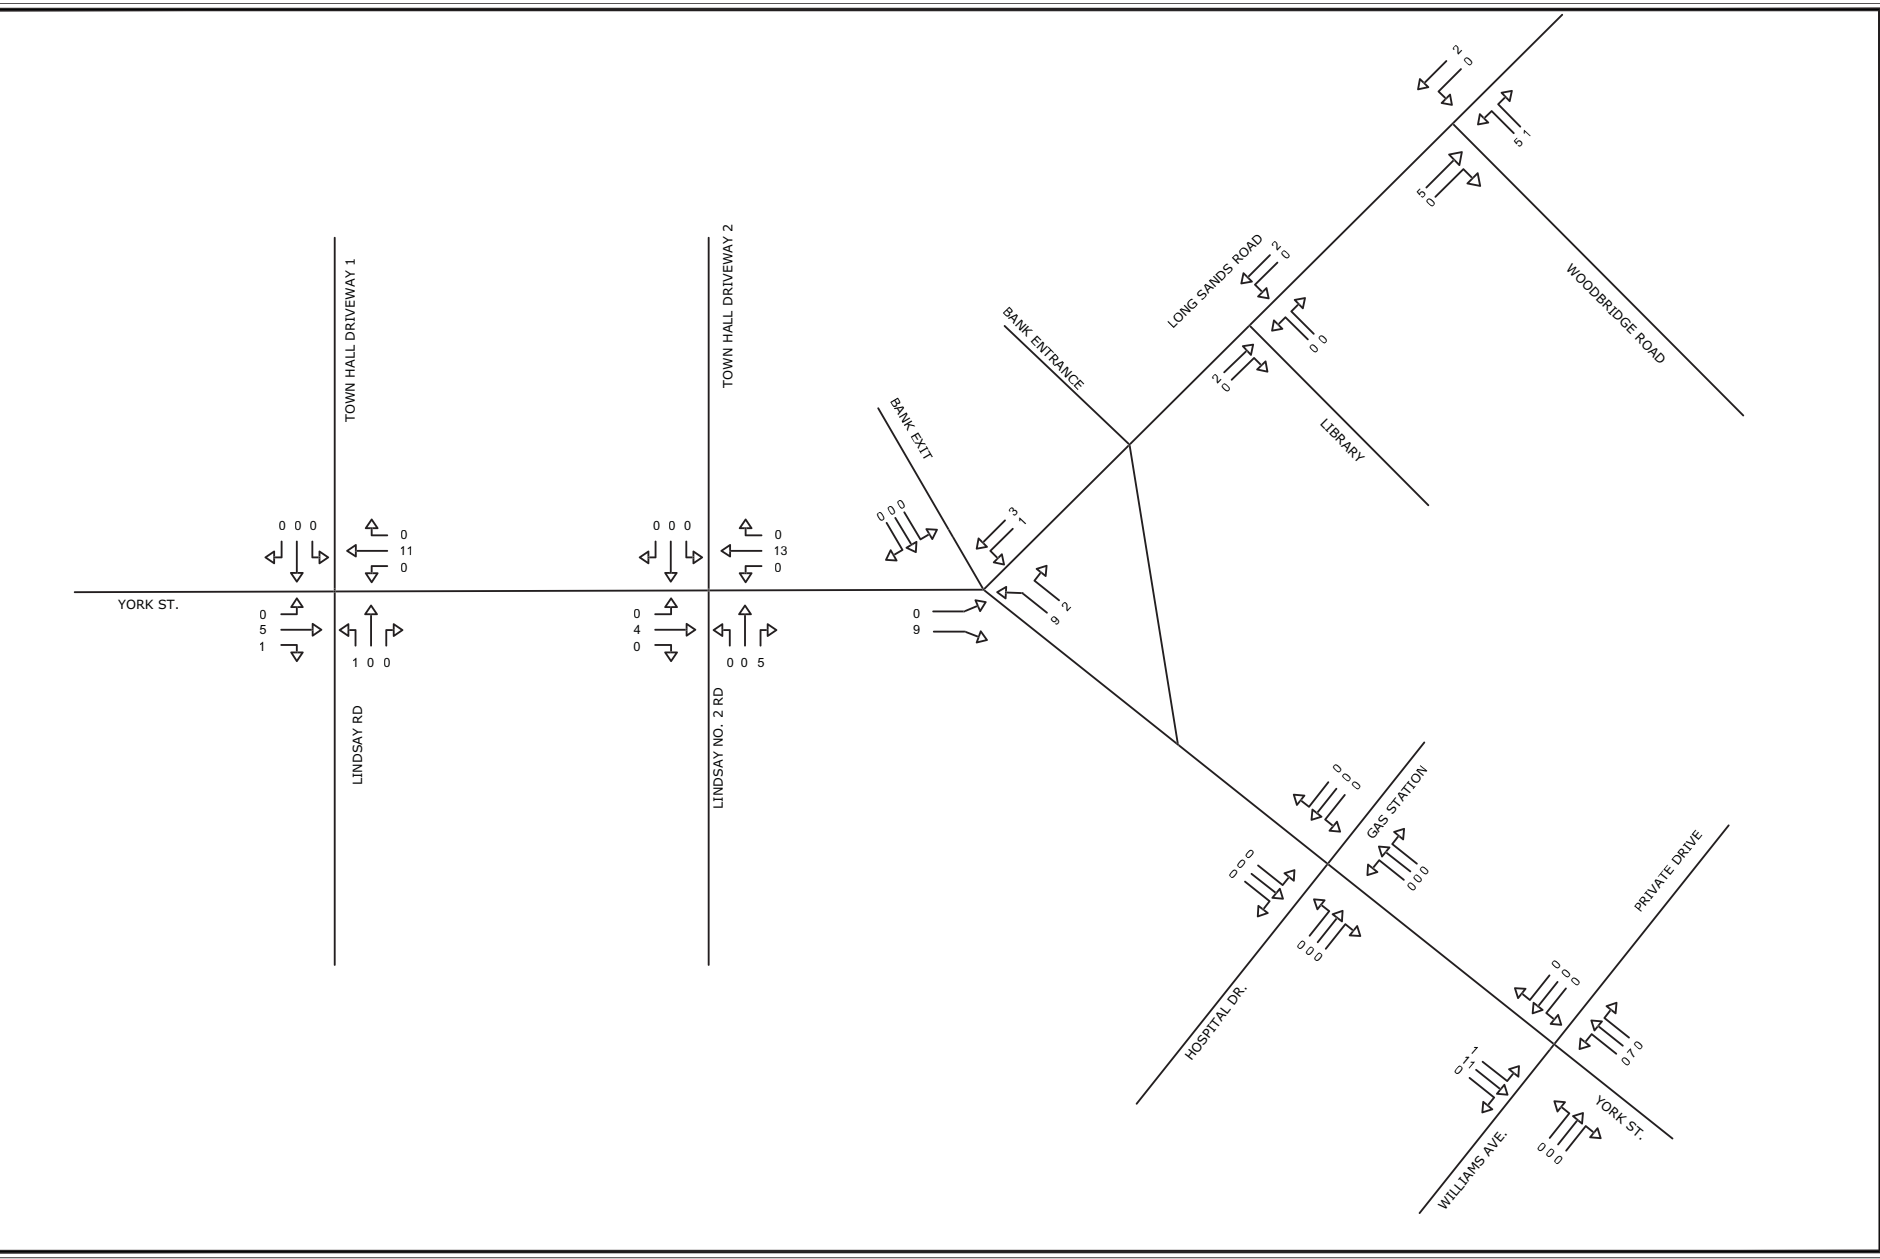 2
0
5 1
5
0
LONG SANDS ROAD
2
0
WOODBRIDGE ROAD
0 0
2
0
LIBRARY
BANK ENTRANCE
BANK EXIT
TOWN HALL DRIVEWAY 1
TOWN HALL DRIVEWAY 2
0 0 0
0
11
0
0 0 0
0
13
0
0 0 0
3
1
YORK ST.
0
5
1
1 0 0
0
4
0
0 0 5
0
9
9 2
LINDSAY RD
LINDSAY NO. 2 RD
0 0 0
GAS STATION
0
0
0
0 0 0
0 0 0
HOSPITAL DR.
PRIVATE DRIVE
0 0 0
1
11
0
0 7 0
0 0 0
YORK ST.
WILLIAMS AVE.